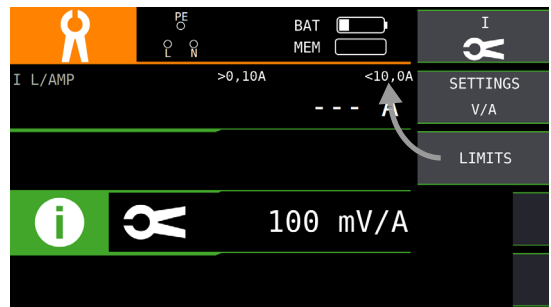 PE
L N
BAT
MEM
I
I L/AMP >0,10A <10,0A
--- A
SETTINGS
V/A
LIMITS
i 100 mV/A